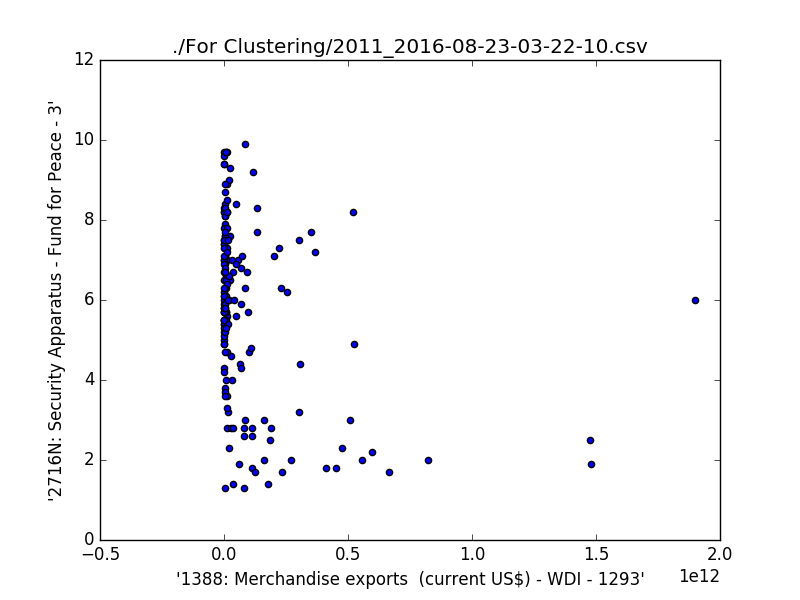 ./For Clustering/2011_2016-08-23-03-22-10.csv
12
10
8
6
4
2
0
'2716N: Security Apparatus - Fund for Peace - 3'
−0.5 0.0 0.5 1.0 1.5 2.0
1e12
'1388: Merchandise exports  (current US$) - WDI - 1293'